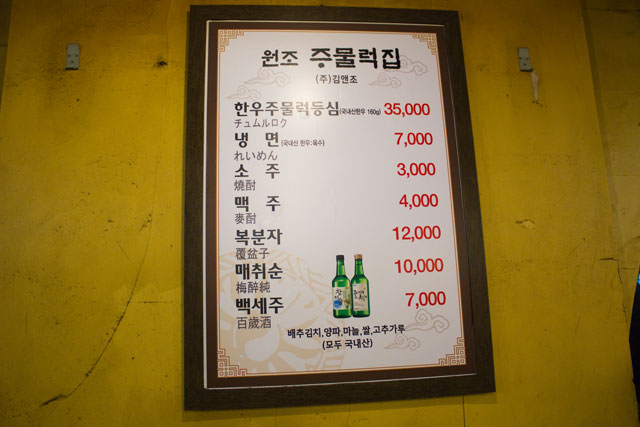 원조 주물럭집
(주)김앤조
한우주물럭등심(국내산한우 160g) 35,000
チュムルロク
냉 면(국내산 한우:육수) 7,000
れいめん
소 주 3,000
燒酎
맥 주 4,000
麥酎
복분자 12,000
覆盆子
매취순 10,000
梅醉純
백세주 7,000
百歲酒
배추김치,양파,마늘,쌀,고추가루
(모두 국내산)